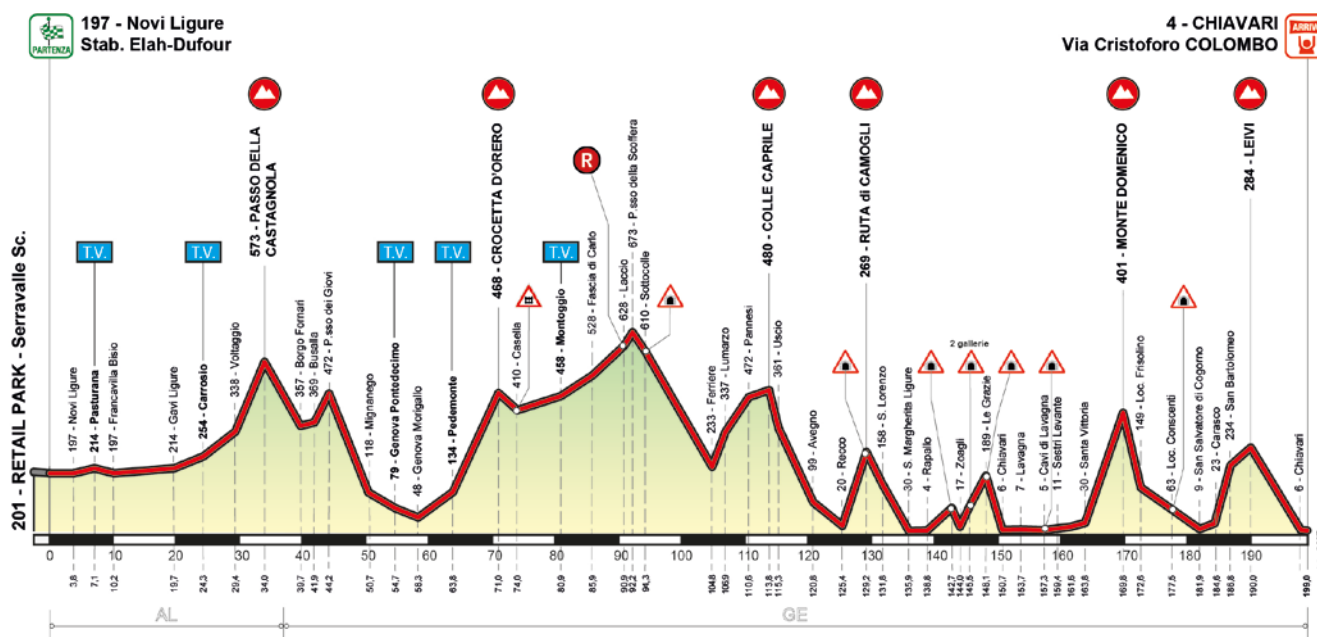 197 - Novi Ligure
Stab. Elah-Dufour
PARTENZA
4 - CHIAVARI
Via Cristoforo COLOMBO
ARRIVO
201 - RETAIL PARK - Serravalle Sc.
197 - Novi Ligure
T.V.
214 - Pasturana
197 - Francavilla Bisio
214 - Gavi Ligure
T.V.
254 - Carrosio
338 - Voltaggio
573 - PASSO DELLA
CASTAGNOLA
357 - Borgo Fornari
369 - Busalla
472 - P.sso dei Giovi
118 - Mignanego
T.V.
79 - Genova Pontedecimo
48 - Genova Morigallo
T.V.
134 - Pedemonte
468 - CROCETTA D'ORERO
410 - Casella
T.V.
458 - Montoggio
528 - Fascia di Carlo
R
628 - Laccio
673 - P.sso della Scoffera
610 - Sottocolle
233 - Ferriere
337 - Lumarzo
472 - Pannesi
480 - COLLE CAPRILE
361 - Uscio
99 - Avegno
20 - Recco
269 - RUTA di CAMOGLI
158 - S. Lorenzo
30 - S. Margherita Ligure
4 - Rapallo
17 - Zoagli
2 gallerie
189 - Le Grazie
6 - Chiavari
7 - Lavagna
5 - Cavi di Lavagna
11 - Sestri Levante
30 - Santa Vittoria
401 - MONTE DOMENICO
149 - Loc. Frisolino
63 - Loc. Conscenti
9 - San Salvatore di Cogorno
23 - Carasco
234 - San Bartolomeo
284 - LEIVI
6 - Chiavari
0 10 20 30 40 50 60 70 80 90 100 110 120 130 140 150 160 170 180 190
3,8 7,1 10,2 19,7 24,3 29,4 34,0 39,7 41,9 44,2 50,7 54,7 58,3 63,8 71,0 74,0 80,9 85,9 90,9 92,2 94,3 104,8 106,9 110,6 113,8 115,3 120,8 125,4 129,2 131,8 135,9 138,8 142,7 144,0 145,5 148,1 150,7 153,7 157,3 159,4 161,6 163,8 169,8 172,6 177,5 181,9 184,6 186,8 190,0 199,0
AL
GE